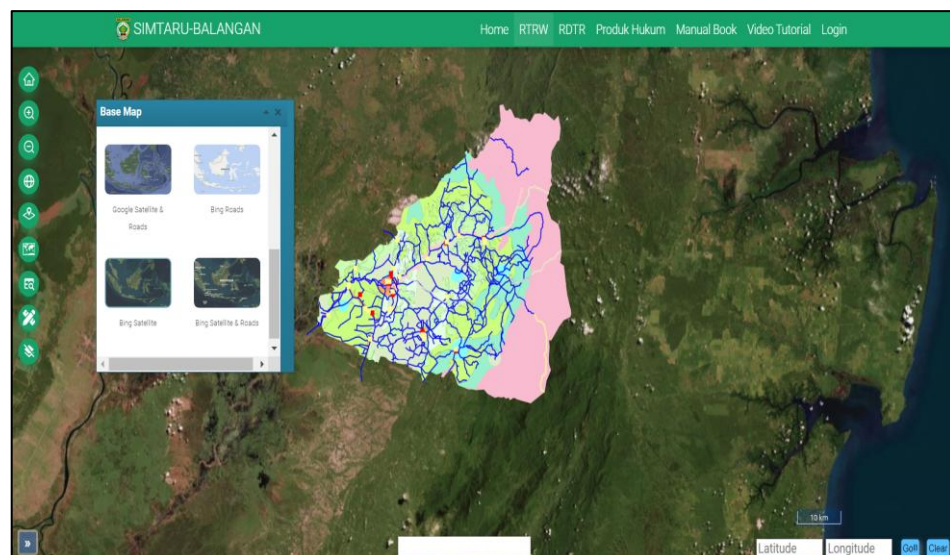 SIMTARU-BALANGAN
Home RTRW RDTR Produk Hukum Manual Book Video Tutorial Login
Base Map
Google Satellite &
Roads
Bing Roads
Bing Satellite
Bing Satellite & Roads
10 km
Latitude Longitude Go!! Clear